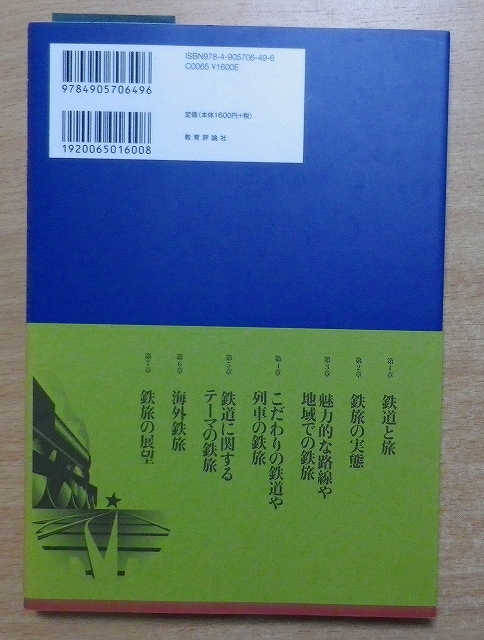 ISBN978-4-905706-49-6
C0065 ¥1600E
9784905706496
定価(本体1600円+税)
1920065016008
教育評論社
第1章 鉄道と旅
第2章 鉄旅の実態
第3章 魅力的な路線や
地域での鉄旅
第4章 こだわりの鉄道や
列車の鉄旅
第5章 鉄道に関する
テーマの鉄旅
第6章 海外鉄旅
第7章 鉄旅の展望